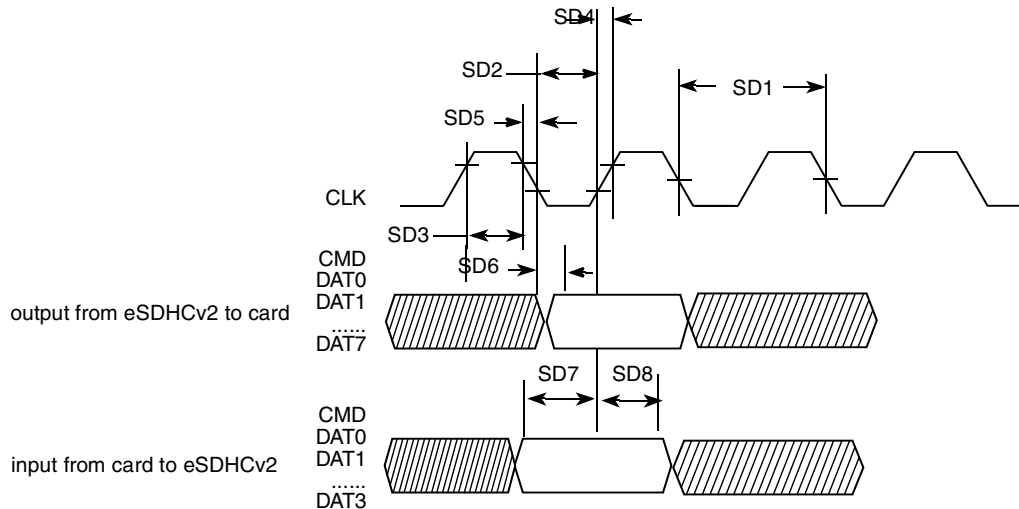 SD4
SD2
SD1
SD5
CLK
SD3
CMD
SD6
DAT0
output from eSDHCv2 to card
DAT1
......
DAT7
SD7
SD8
CMD
DAT0
input from card to eSDHCv2
DAT1
......
DAT3